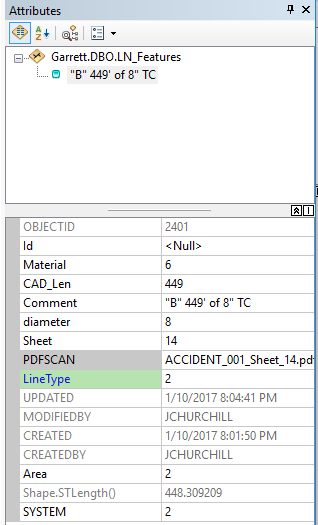 Attributes
Garrett.DBO.LN_Features
"B" 449' of 8" TC
OBJECTID 2401
Id <Null>
Material 6
CAD_Len 449
Comment "B" 449' of 8" TC
diameter 8
Sheet 14
PDFSCAN ACCIDENT_001_Sheet_14.pd
LineType 2
UPDATED 1/10/2017 8:04:41 PM
MODIFIEDBY JCHURCHILL
CREATED 1/10/2017 8:01:50 PM
CREATEDBY JCHURCHILL
Area 2
Shape.STLength() 448.309209
SYSTEM 2